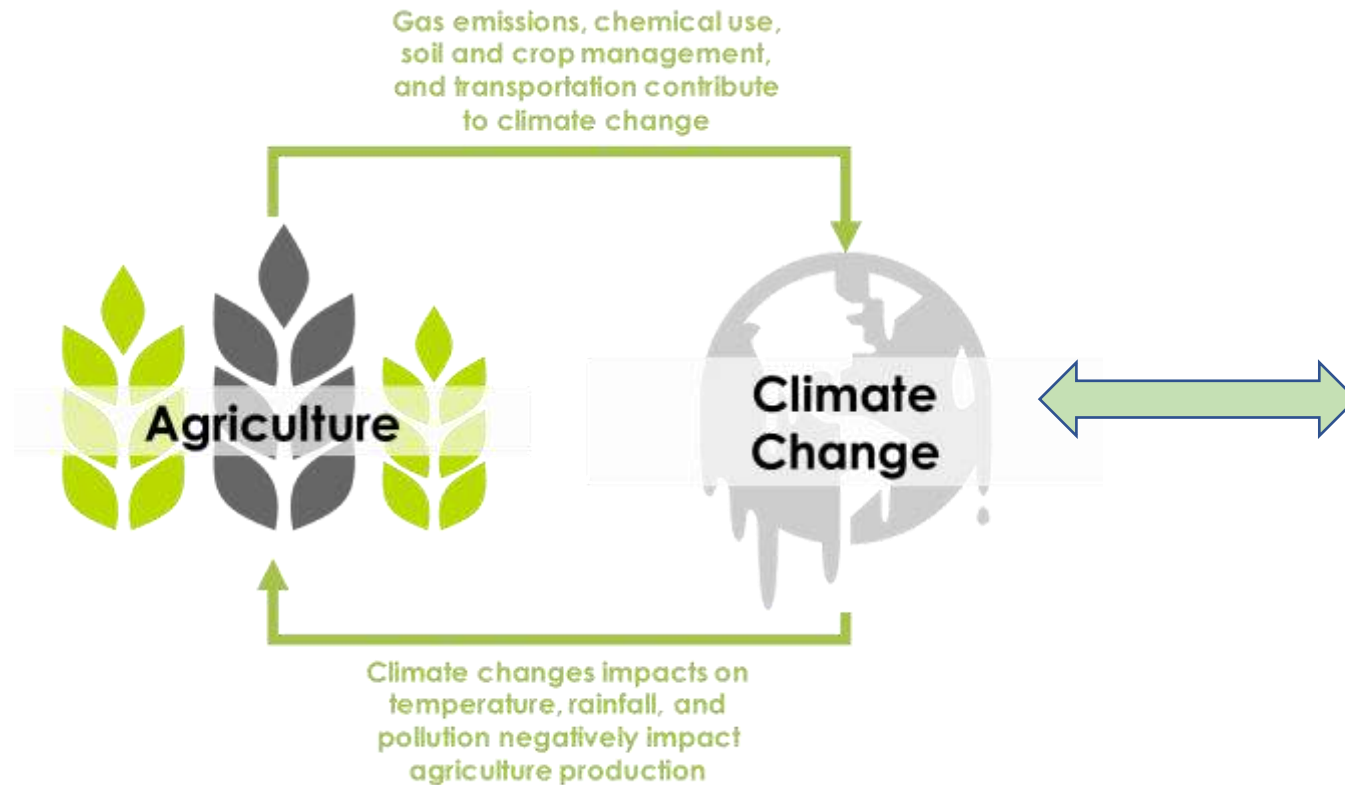 Gas emissions, chemical use,
soil and crop management,
and transportation contribute
to climate change
Agriculture
Climate
Change
Climate changes impacts on
temperature, rainfall, and
pollution negatively impact
agriculture production